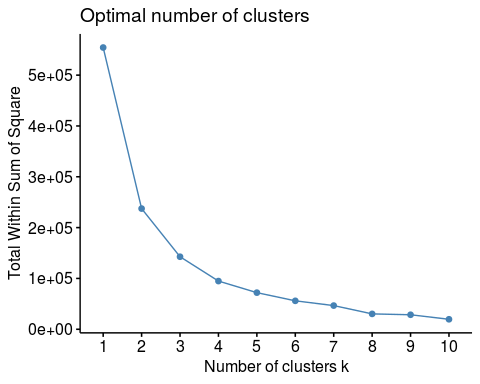 Optimal number of clusters
Total Within Sum of Square
5e+05
4e+05
3e+05
2e+05
1e+05
0e+00
1 2 3 4 5 6 7 8 9 10
Number of clusters k